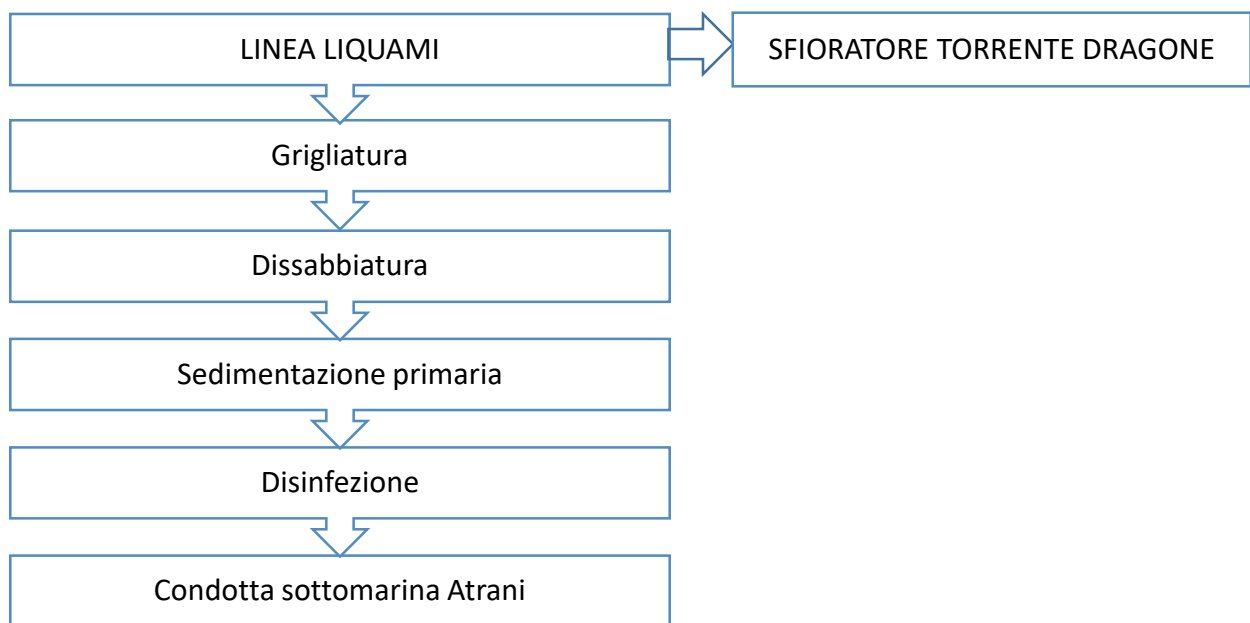 LINEA LIQUAMI
SFIORATORE TORRENTE DRAGONE
Grigliatura
Dissabbiatura
Sedimentazione primaria
Disinfezione
Condotta sottomarina Atrani